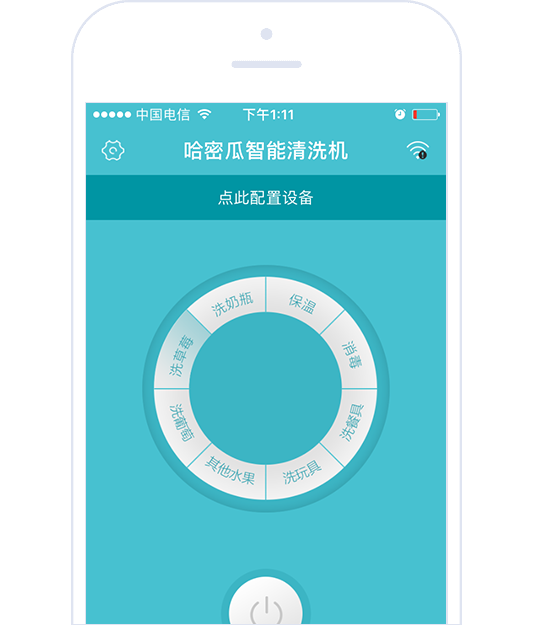 中国电信 下午1:11
哈密瓜智能清洗机
点此配置设备
保温
消毒
洗餐具
洗玩具
其他水果
洗葡萄
洗草莓
洗奶瓶